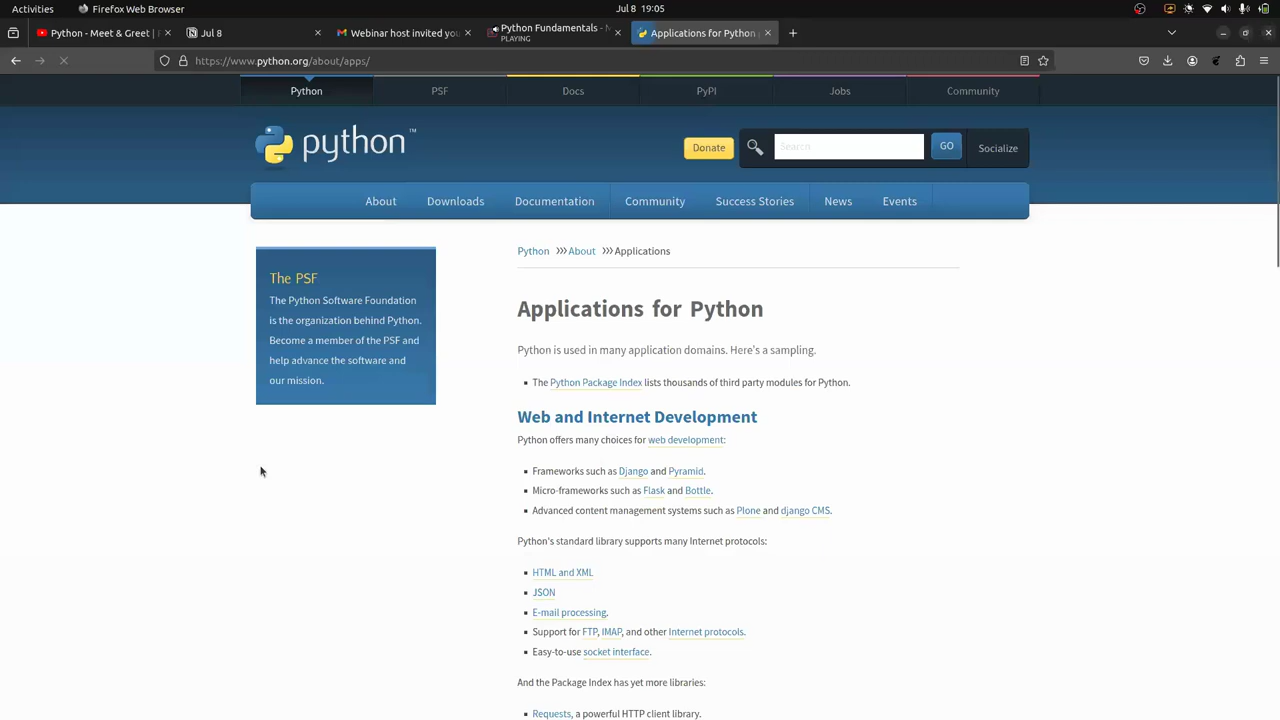 Activities
Firefox Web Browser
Jul 8 19:05
Python - Meet & Greet |
Jul 8
Webinar host invited you
Python Fundamentals -
PLAYING
Applications for Python
https://www.python.org/about/apps/
Python
PSF
Docs
PyPI
Jobs
Community
python™
Donate
Search
GO
Socialize
About
Downloads
Documentation
Community
Success Stories
News
Events
The PSF
The Python Software Foundation
is the organization behind Python.
Become a member of the PSF and
help advance the software and
our mission.
Python >>> About >>> Applications
Applications for Python
Python is used in many application domains. Here's a sampling.
The Python Package Index lists thousands of third party modules for Python.
Web and Internet Development
Python offers many choices for web development:
Frameworks such as Django and Pyramid.
Micro-frameworks such as Flask and Bottle.
Advanced content management systems such as Plone and django CMS.
Python's standard library supports many Internet protocols:
HTML and XML
JSON
E-mail processing.
Support for FTP, IMAP, and other Internet protocols.
Easy-to-use socket interface.
And the Package Index has yet more libraries:
Requests, a powerful HTTP client library.